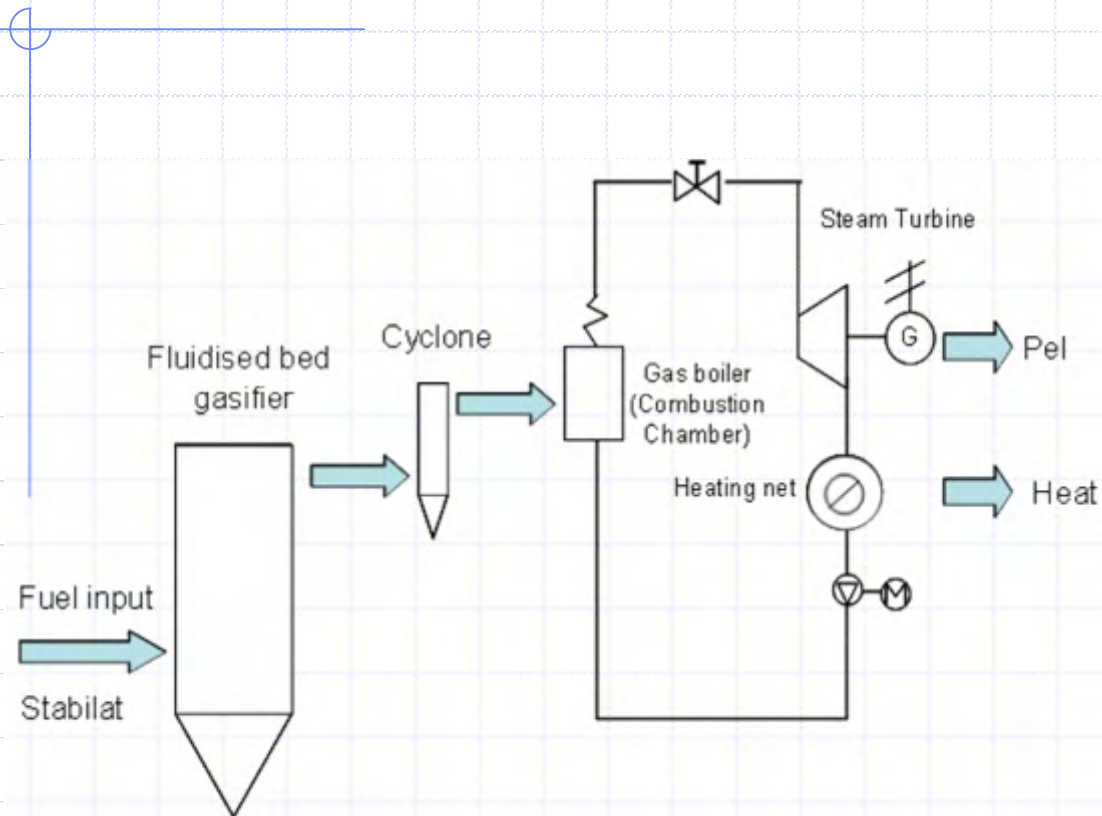 Steam Turbine
Cyclone
Fluidised bed
gasifier
G
Pel
Gas boiler
(Combustion
Chamber)
Heating net
Heat
Fuel input
M
Stabilat